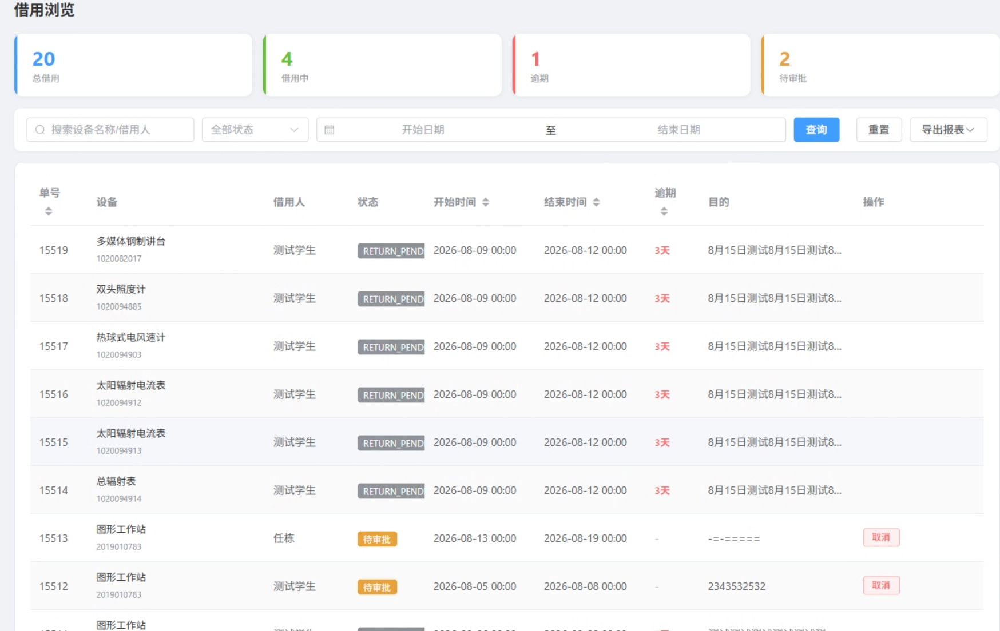 借用浏览
20
总借用
4
借用中
1
逾期
2
待审批
搜索设备名称/借用人
全部状态
开始日期
至
结束日期
查询
重置
导出报表
单号 设备 借用人 状态 开始时间 结束时间 逾期 目的 操作
15519 多媒体钢制讲台 测试学生 RETURN_PEND 2026-08-09 00:00 2026-08-12 00:00 3天 8月15日测试8月15日测试8...
1020082017
15518 双头照度计 测试学生 RETURN_PEND 2026-08-09 00:00 2026-08-12 00:00 3天 8月15日测试8月15日测试8...
1020094885
15517 热球式电风速计 测试学生 RETURN_PEND 2026-08-09 00:00 2026-08-12 00:00 3天 8月15日测试8月15日测试8...
1020094903
15516 太阳辐射电流表 测试学生 RETURN_PEND 2026-08-09 00:00 2026-08-12 00:00 3天 8月15日测试8月15日测试8...
1020094912
15515 太阳辐射电流表 测试学生 RETURN_PEND 2026-08-09 00:00 2026-08-12 00:00 3天 8月15日测试8月15日测试8...
1020094913
15514 总辐射表 测试学生 RETURN_PEND 2026-08-09 00:00 2026-08-12 00:00 3天 8月15日测试8月15日测试8...
1020094914
15513 图形工作站 任栋 待审批 2026-08-13 00:00 2026-08-19 00:00 - -=-===== 取消
2019010783
15512 图形工作站 测试学生 待审批 2026-08-05 00:00 2026-08-08 00:00 - 2343532532 取消
2019010783
图形工作站